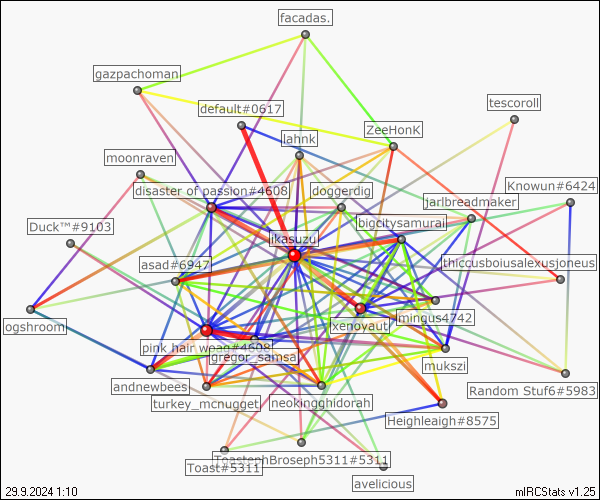 facadas.
gazpachoman
tescoroll
default#0617
ZeeHonK
lahnk
moonraven
disaster of passion#4608
doggerdig
Knowun#6424
jarlbreadmaker
Duck™#9103
bigcitysamurai
ikasuzu
asad#6947
thiccusboiusalexusjoneus
mingus4742
ogshroom
xenovaut
pink hair weag#4608
gregor_samsa
mukszi
andnewbees
Random Stuf6#5983
turkey_mcnugget
neokingghidorah
Heighleaigh#8575
ToastephBroseph5311#5311
Toast#5311
avelicious
29.9.2024 1:10
mIRCStats v1.25